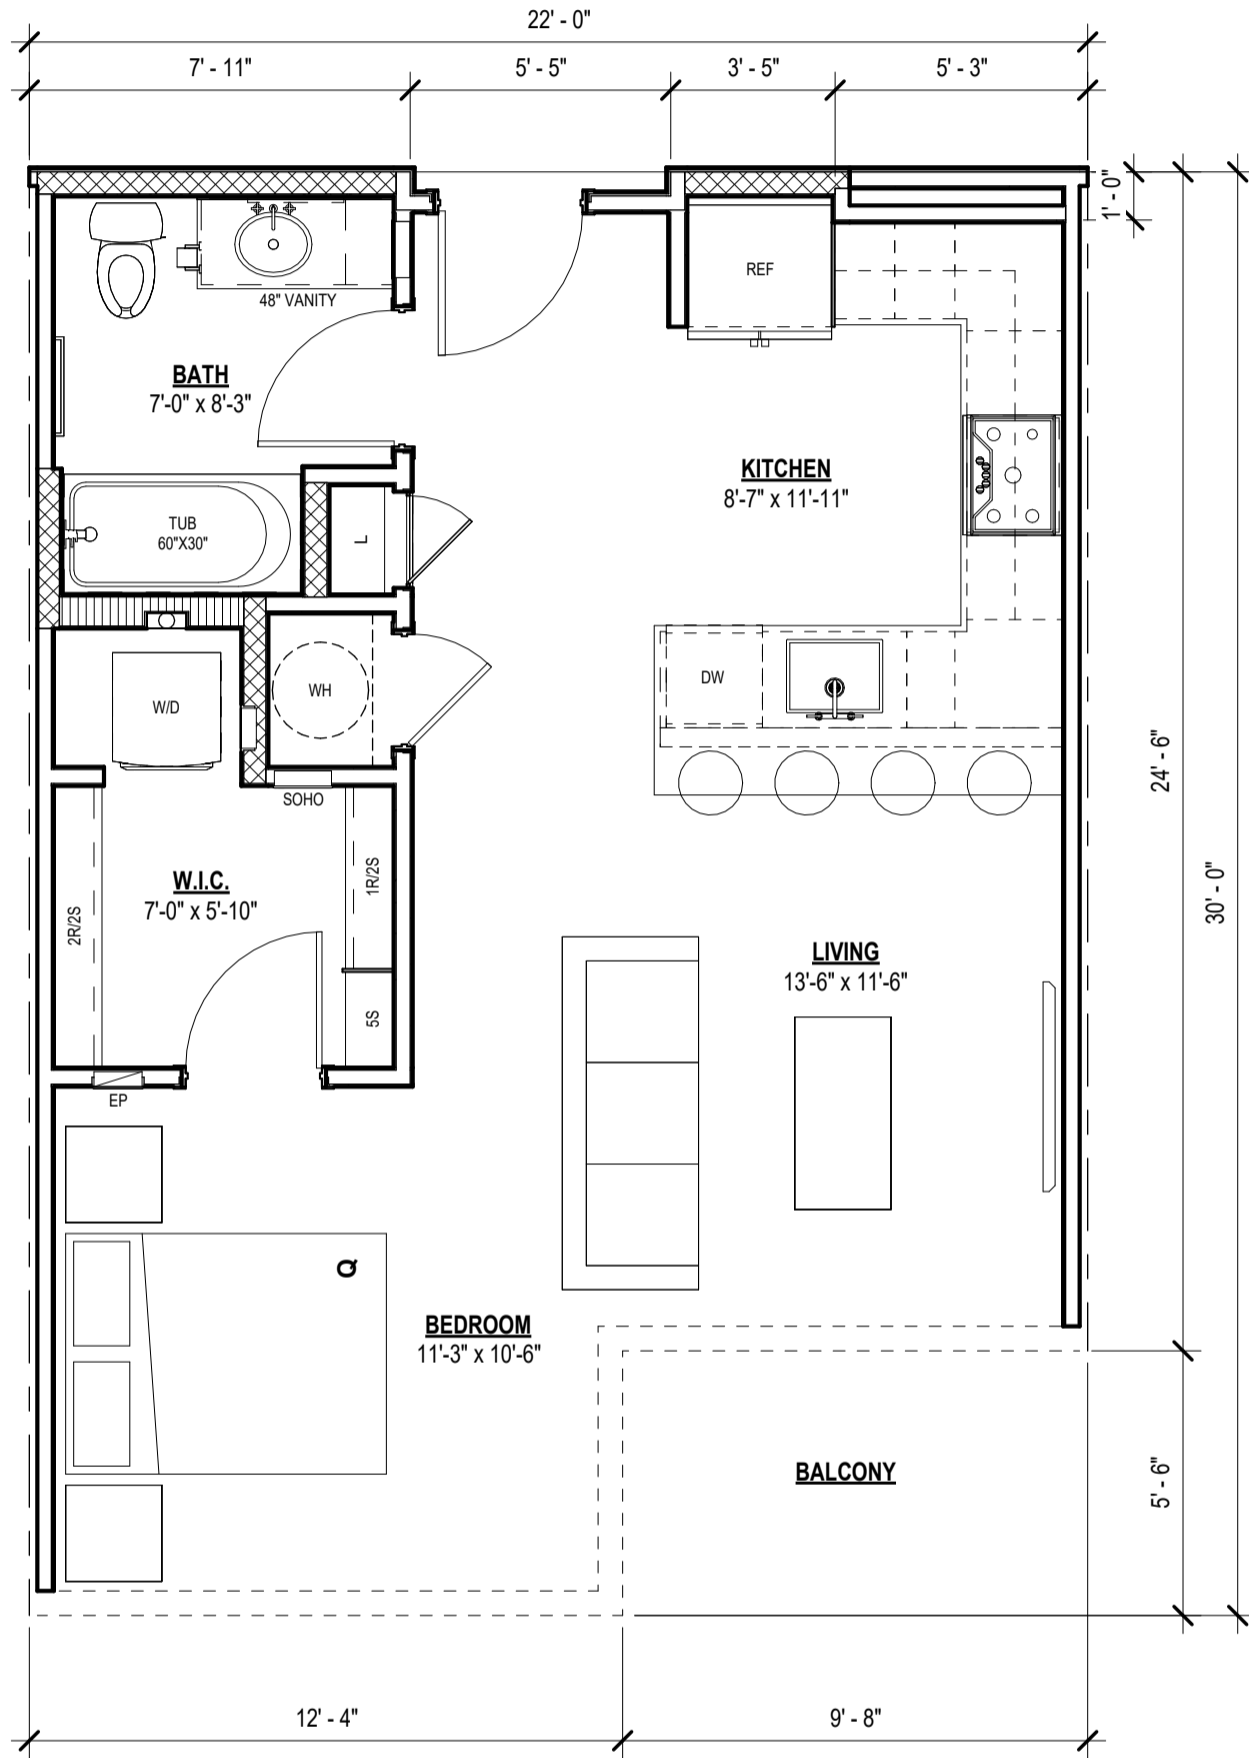 22' - 0"
7' - 11"
5' - 5"
3' - 5"
5' - 3"
1' - 0"
REF
48" VANITY
BATH
7'-0" x 8'-3"
KITCHEN
8'-7" x 11'-11"
TUB
60"X30"
L
WH
DW
W/D
24' - 6"
SOHO
30' - 0"
W.I.C.
7'-0" x 5'-10"
2R/2S
1R/2S
LIVING
13'-6" x 11'-6"
5S
EP
Q
BEDROOM
11'-3" x 10'-6"
BALCONY
5' - 6"
12' - 4"
9' - 8"